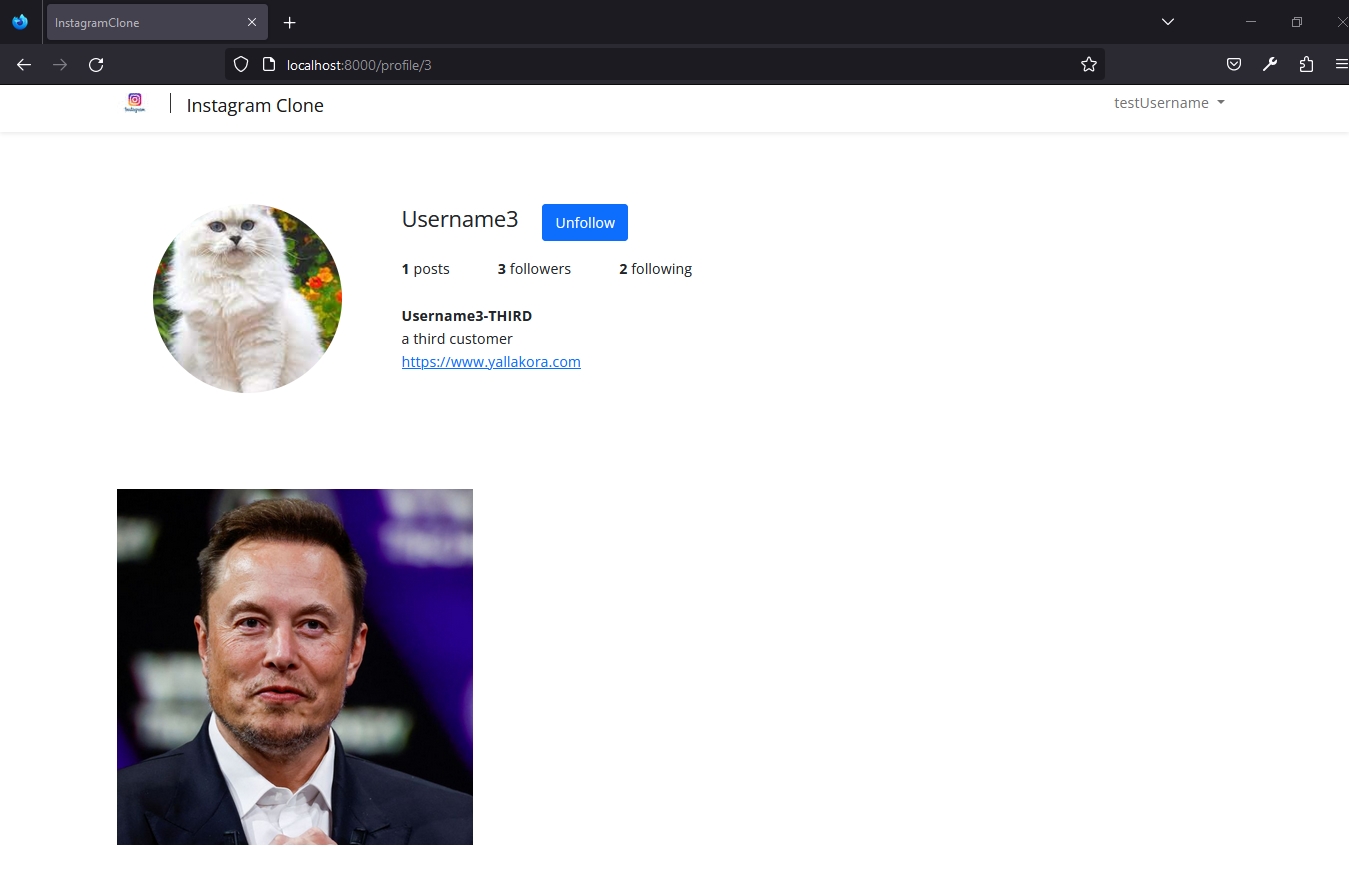 InstagramClone
localhost:8000/profile/3
Instagram Clone
testUsername
Username3
Unfollow
1 posts 3 followers 2 following
Username3-THIRD
a third customer
https://www.yallakora.com